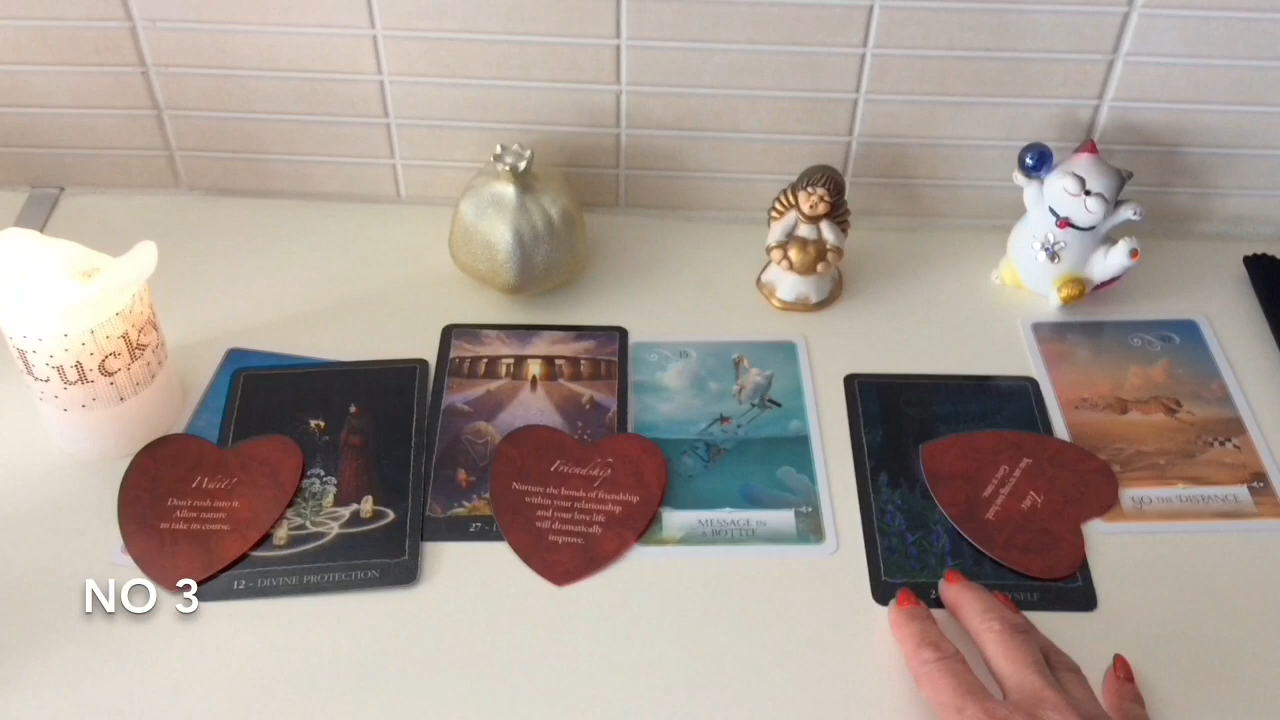 Lucky
Wait!
Don't rush into it.
Allow nature
to take its course.
12 - DIVINE PROTECTION
NO 3
27 -
Friendship
Nurture the bonds of friendship
within your relationship
and your love life
will dramatically
improve.
15
MESSAGE IN
A BOTTLE
GO THE DISTANCE